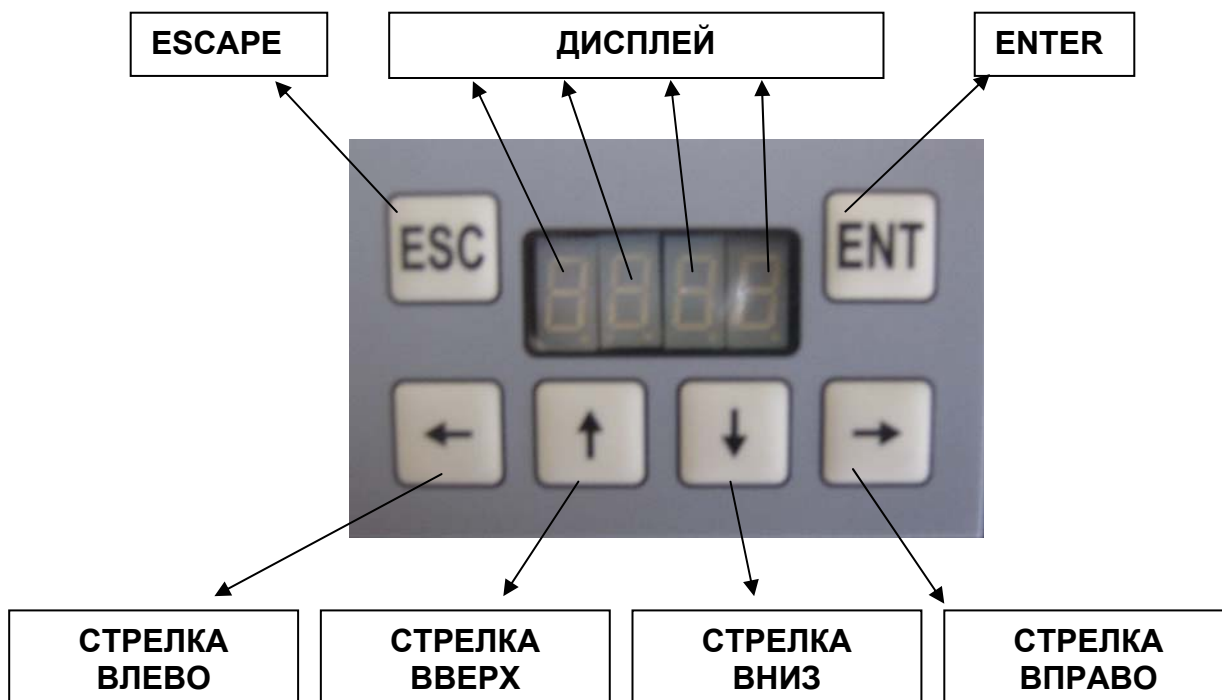 ESCAPE
ДИСПЛЕЙ
ENTER
ESC
ENT
СТРЕЛКА
ВЛЕВО
СТРЕЛКА
ВВЕРХ
СТРЕЛКА
ВНИЗ
СТРЕЛКА
ВПРАВО